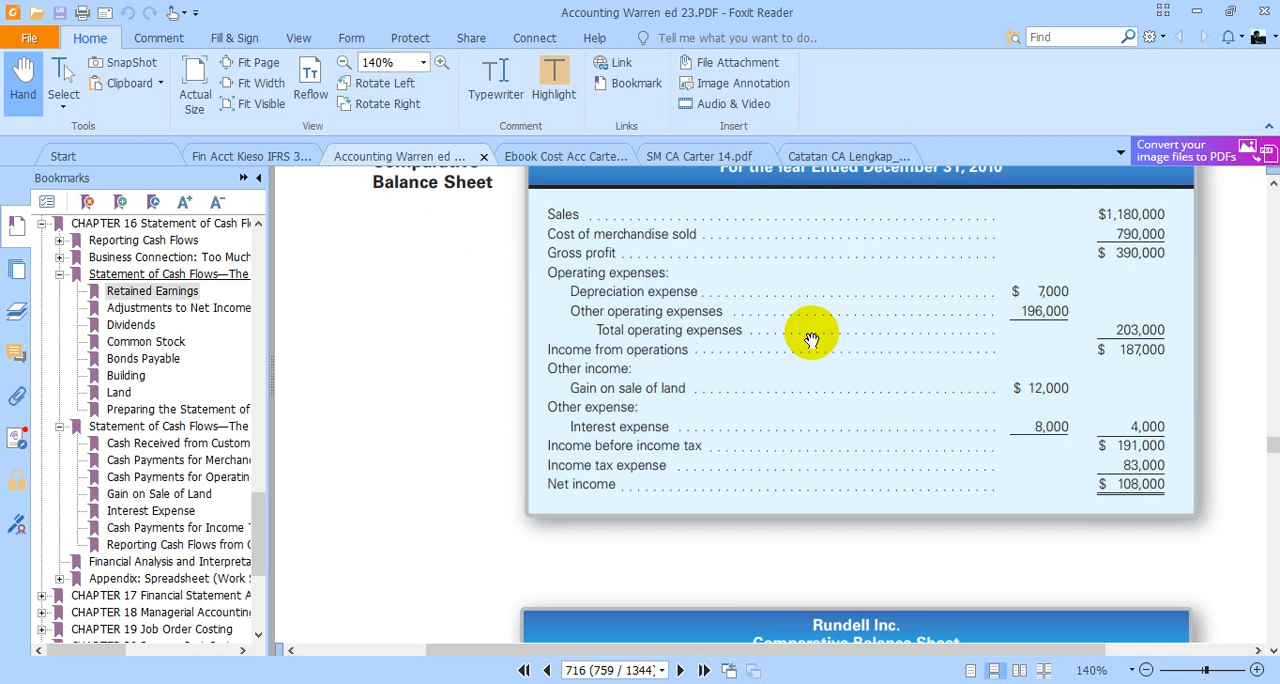 Accounting Warren ed 23.PDF - Foxit Reader
File Home Comment Fill & Sign View Form Protect Share Connect Help Tell me what you want to do.. Find
Hand
Select
SnapShot
Clipboard
Tools
Actual Size
Fit Page
Fit Width
Fit Visible
Reflow
140%
Rotate Left
Rotate Right
View
Typewriter
Highlight
Comment
Link
Bookmark
Links
File Attachment
Image Annotation
Audio & Video
Insert
Start Fin Acct Kieso IFRS 3... Accounting Warren ed ... Ebook Cost Acc Carte... SM CA Carter 14.pdf Catatan CA Lengkap_...
Convert your
image files to PDFs
Bookmarks
CHAPTER 16 Statement of Cash Fl
Reporting Cash Flows
Business Connection: Too Much
Statement of Cash Flows—The
Retained Earnings
Adjustments to Net Income
Dividends
Common Stock
Bonds Payable
Building
Land
Preparing the Statement of
Statement of Cash Flows—The
Cash Received from Custom
Cash Payments for Merchan
Cash Payments for Operatin
Gain on Sale of Land
Interest Expense
Cash Payments for Income
Reporting Cash Flows from
Financial Analysis and Interpreta
Appendix: Spreadsheet (Work
CHAPTER 17 Financial Statement A
CHAPTER 18 Managerial Accountin
CHAPTER 19 Job Order Costing
Comparative
Balance Sheet
For the Year Ended December 31, 2010
Sales $1,180,000
Cost of merchandise sold 790,000
Gross profit $ 390,000
Operating expenses:
Depreciation expense $ 7,000
Other operating expenses 196,000
Total operating expenses 203,000
Income from operations $ 187,000
Other income:
Gain on sale of land $ 12,000
Other expense:
Interest expense 8,000 4,000
Income before income tax $ 191,000
Income tax expense 83,000
Net income $ 108,000
Rundell Inc.
Comparative Balance Sheet
716 (759 / 1344)
140%